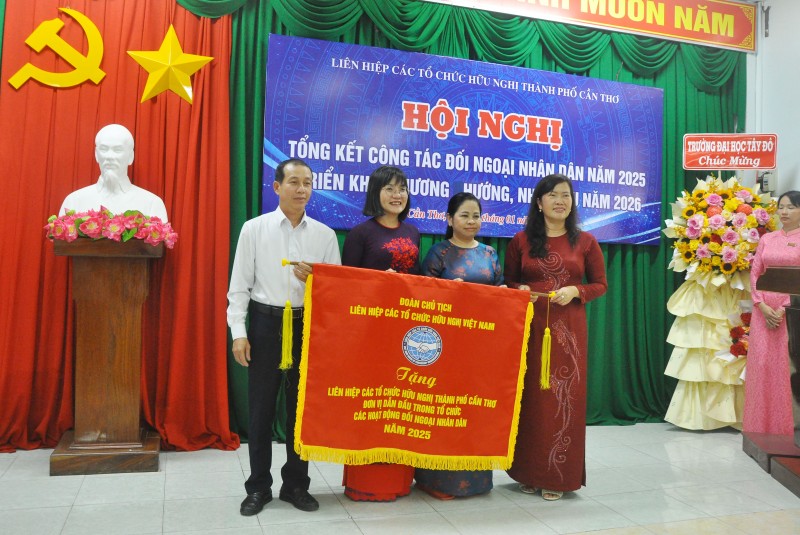 MUÔN NĂM
LIÊN HIỆP CÁC TỔ CHỨC HỮU NGHỊ THÀNH PHỐ CẦN THƠ
HỘI NGHỊ
TỔNG KẾT CÔNG TÁC ĐỐI NGOẠI NHÂN DÂN NĂM 2025
HƯỚNG, NĂM 2026
Cần Thơ, 01
TRƯỜNG ĐẠI HỌC TÂY ĐÔ
Chúc Mừng
ĐOÀN CHỦ TỊCH
LIÊN HIỆP CÁC TỔ CHỨC HỮU NGHỊ VIỆT NAM
Tặng
LIÊN HIỆP CÁC TỔ CHỨC HỮU NGHỊ THÀNH PHỐ CẦN THƠ
ĐƠN VỊ DẪN ĐẦU TRONG TỔ CHỨC
CÁC HOẠT ĐỘNG ĐỐI NGOẠI NHÂN DÂN
NĂM 2025